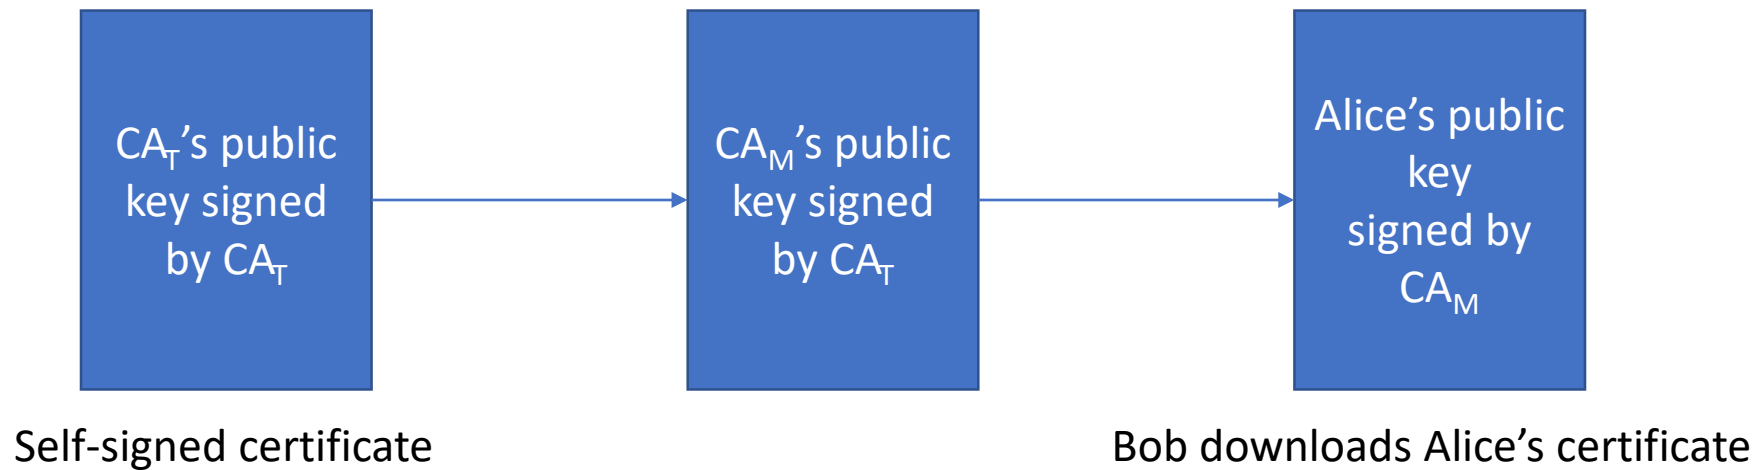 CAT’s public
key signed
by CAT
CAM’s public
key signed
by CAT
Alice’s public
key
signed by
CAM
Self-signed certificate
Bob downloads Alice’s certificate